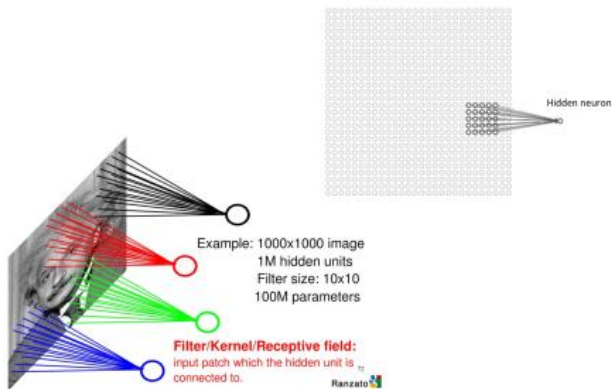 Hidden neuron
Example: 1000x1000 image
1M hidden units
Filter size: 10x10
100M parameters
Filter/Kernel/Receptive field:
input patch which the hidden unit is
connected to.
Ranzato